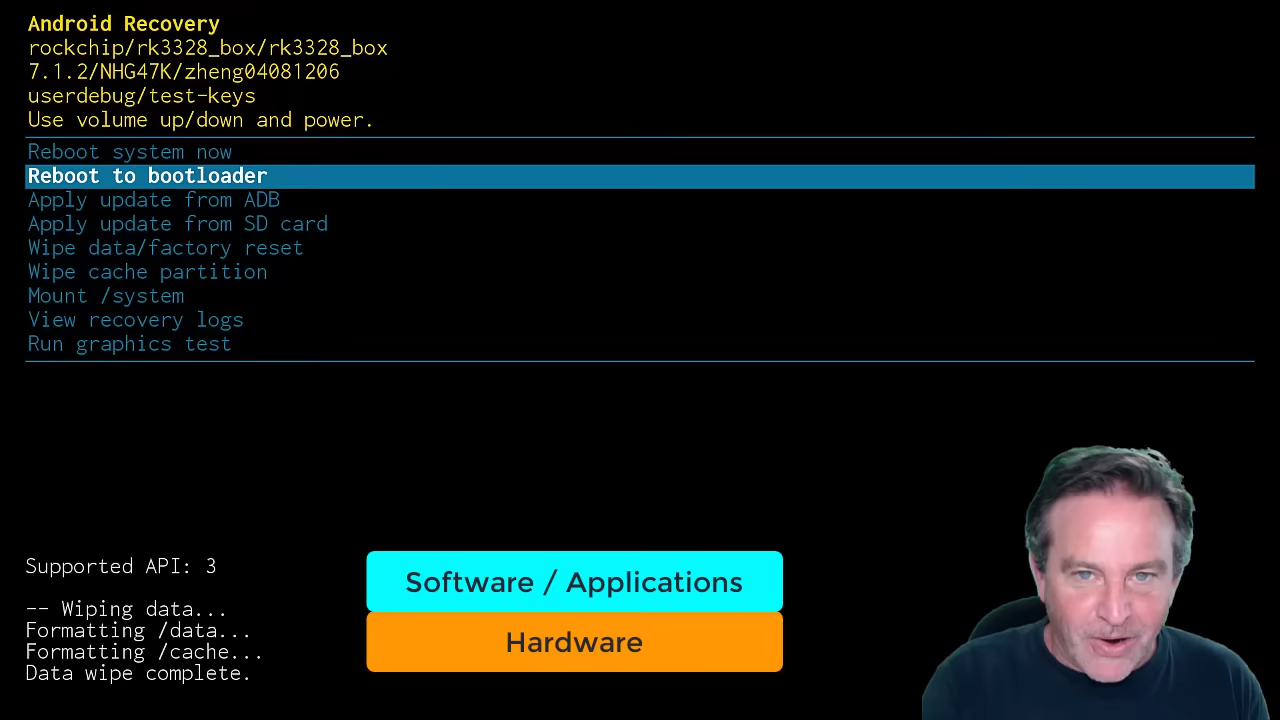 Android Recovery
rockchip/rk3328_box/rk3328_box
7.1.2/NHG47K/zheng04081206
userdebug/test-keys
Use volume up/down and power.
Reboot system now
Reboot to bootloader
Apply update from ADB
Apply update from SD card
Wipe data/factory reset
Wipe cache partition
Mount /system
View recovery logs
Run graphics test
Supported API: 3
-- Wiping data...
Formatting /data...
Formatting /cache...
Data wipe complete.
Software / Applications
Hardware